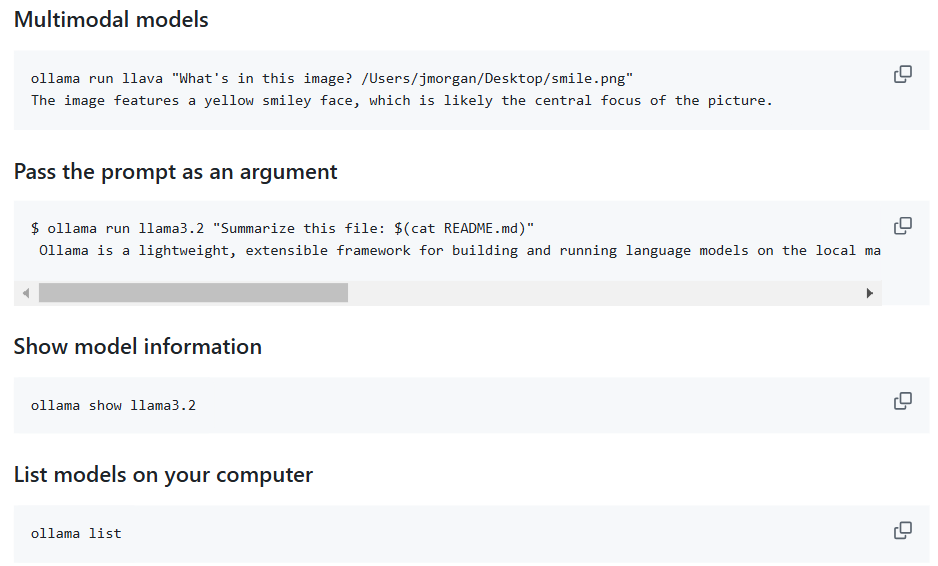 Multimodal models
ollama run llava "What's in this image? /Users/jmorgan/Desktop/smile.png"
The image features a yellow smiley face, which is likely the central focus of the picture.
Pass the prompt as an argument
$ ollama run llama3.2 "Summarize this file: $(cat README.md)"
Ollama is a lightweight, extensible framework for building and running language models on the local ma
Show model information
ollama show llama3.2
List models on your computer
ollama list